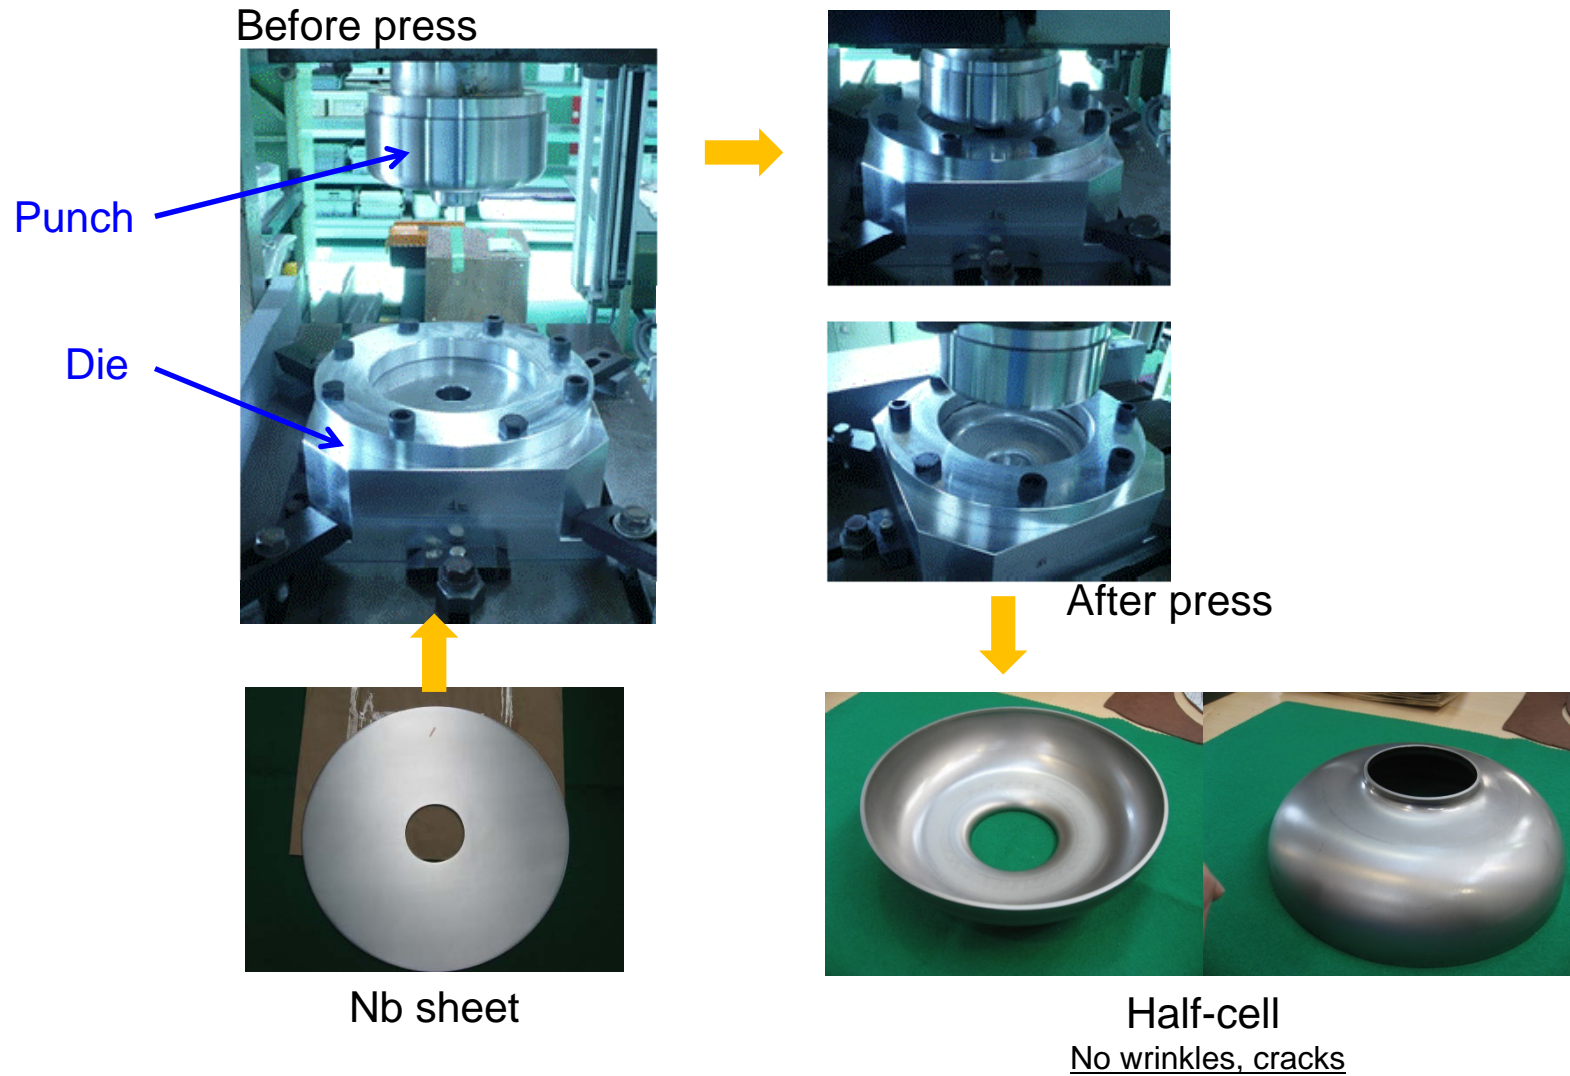 Before press
Punch
Die
After press
Nb sheet
Half-cell
No wrinkles, cracks